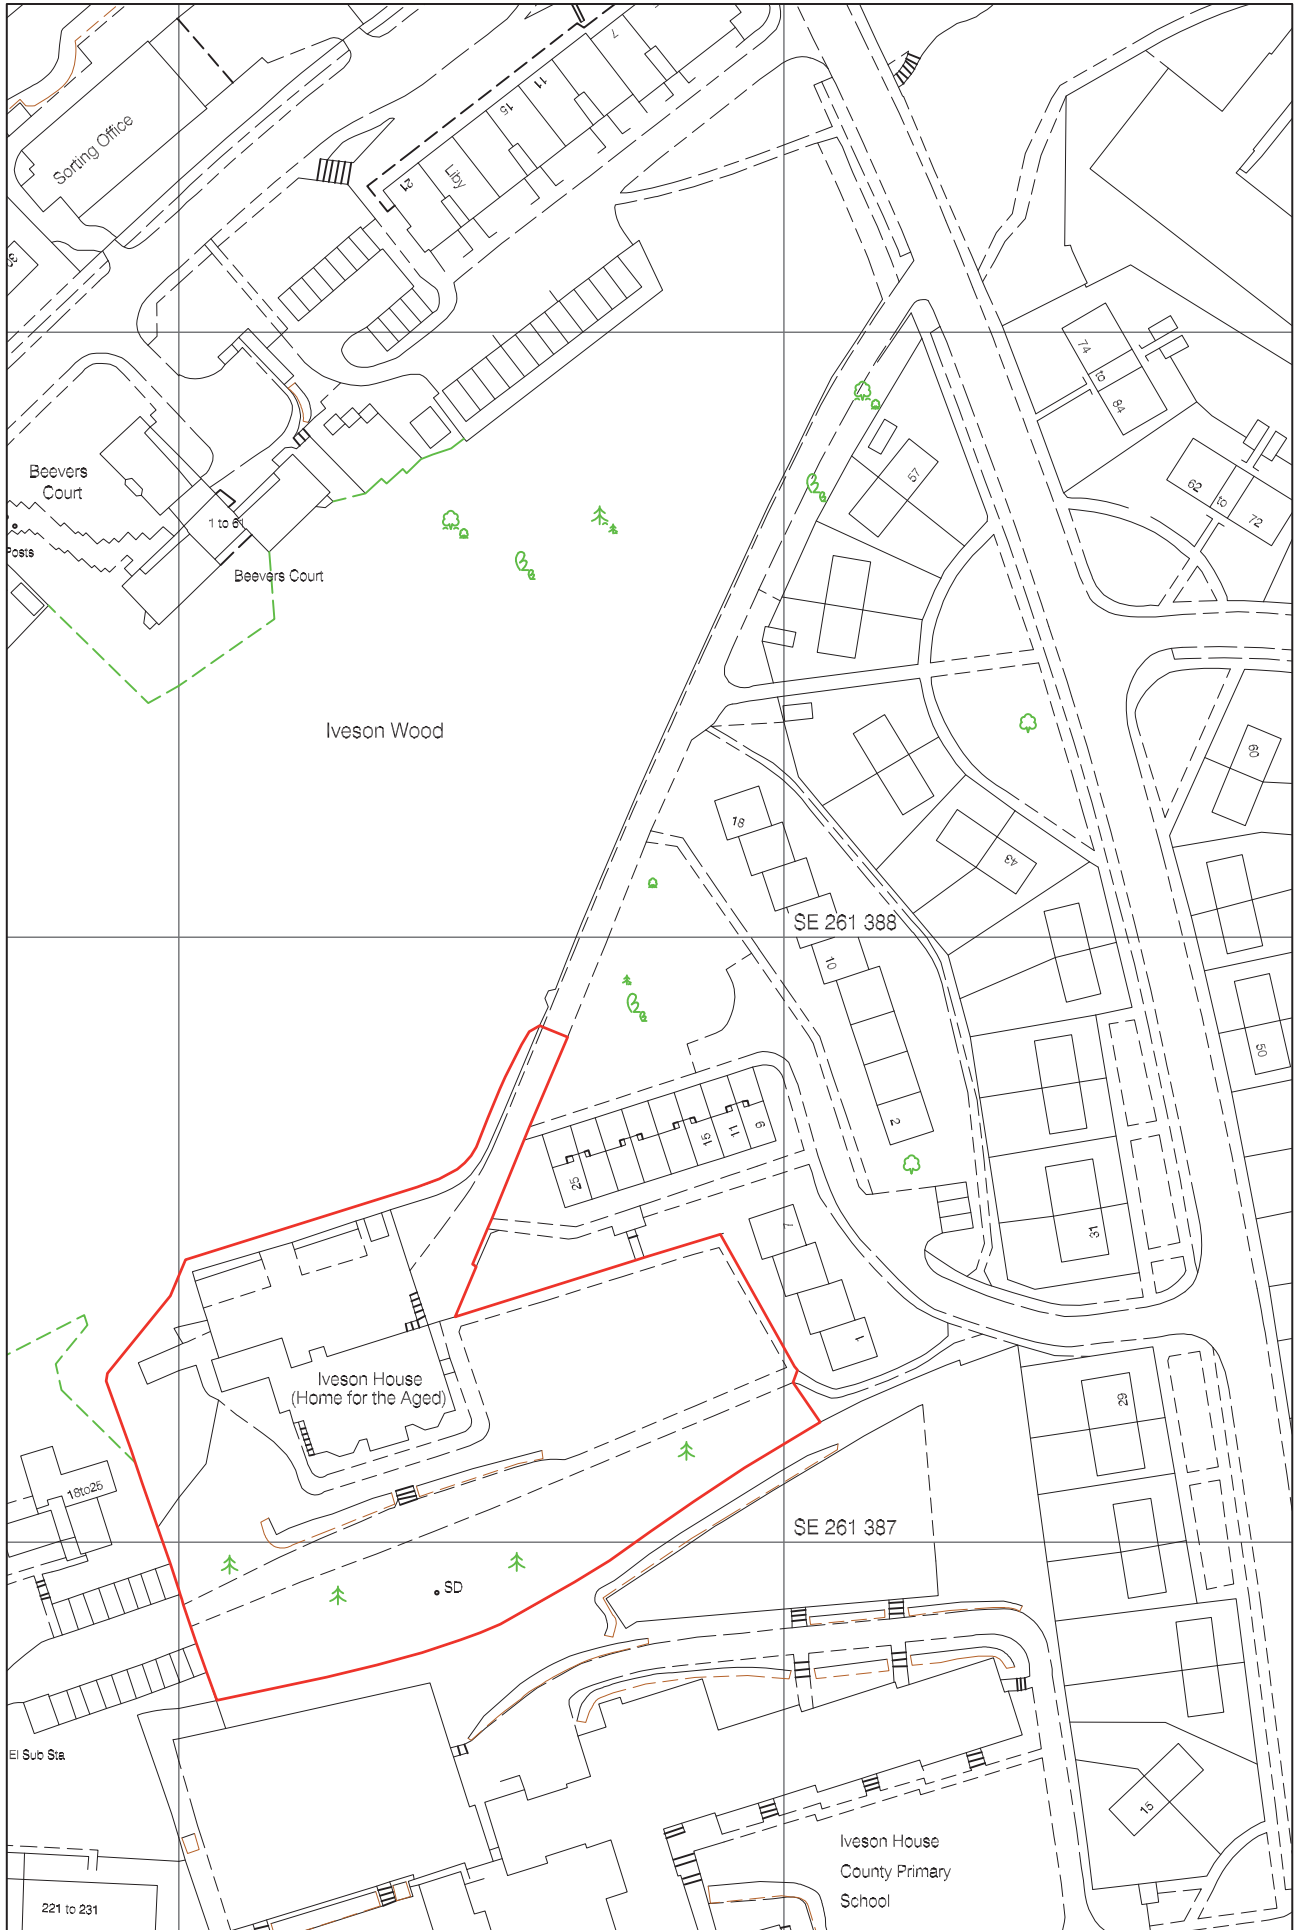 7
11
15
Liby
21
Sorting Office
74
to
84
57
62
to
72
Beevers
Court
1 to 61
Posts
Beevers Court
Iveson Wood
60
18
43
SE 261 388
10
50
2
9
11
15
25
7
31
1
Iveson House
(Home for the Aged)
29
18to25
SE 261 387
SD
El Sub Sta
15
Iveson House
County Primary
School
221 to 231